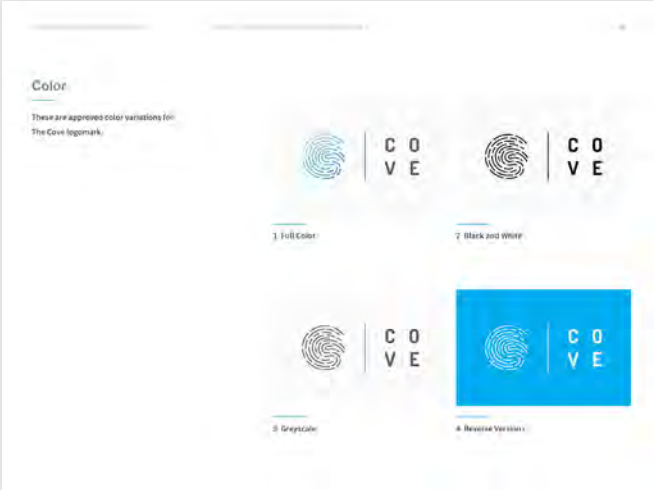 Color
These are approved color variations for
The Cove logomark.
C O
V E
C O
V E
1 Full Color
2 Black and White
C O
V E
C O
V E
3 Greyscale
4 Reverse Versions